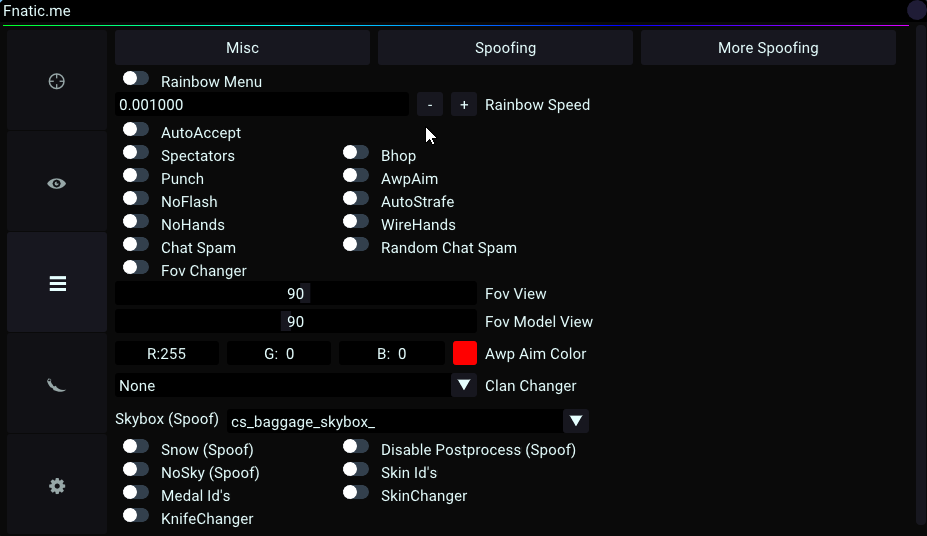 Fnatic.me
Misc Spoofing More Spoofing
Rainbow Menu
0.001000 - + Rainbow Speed
AutoAccept
Spectators Bhop
Punch AwpAim
NoFlash AutoStrafe
NoHands WireHands
Chat Spam Random Chat Spam
Fov Changer
90 Fov View
90 Fov Model View
R:255 G: 0 B: 0 Awp Aim Color
None Clan Changer
Skybox (Spoof) cs_baggage_skybox_
Snow (Spoof) Disable Postprocess (Spoof)
NoSky (Spoof) Skin Id's
Medal Id's SkinChanger
KnifeChanger